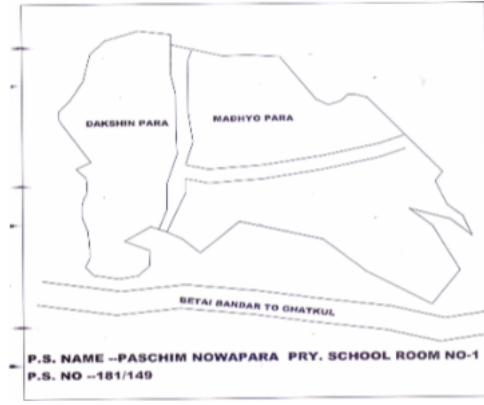 DAKSHIN PARA
MADHYO PARA
BETAI BANDAR TO GHATKUL
P.S. NAME --PASCHIM NOWAPARA PRY. SCHOOL ROOM NO-1
P.S. NO --181/149